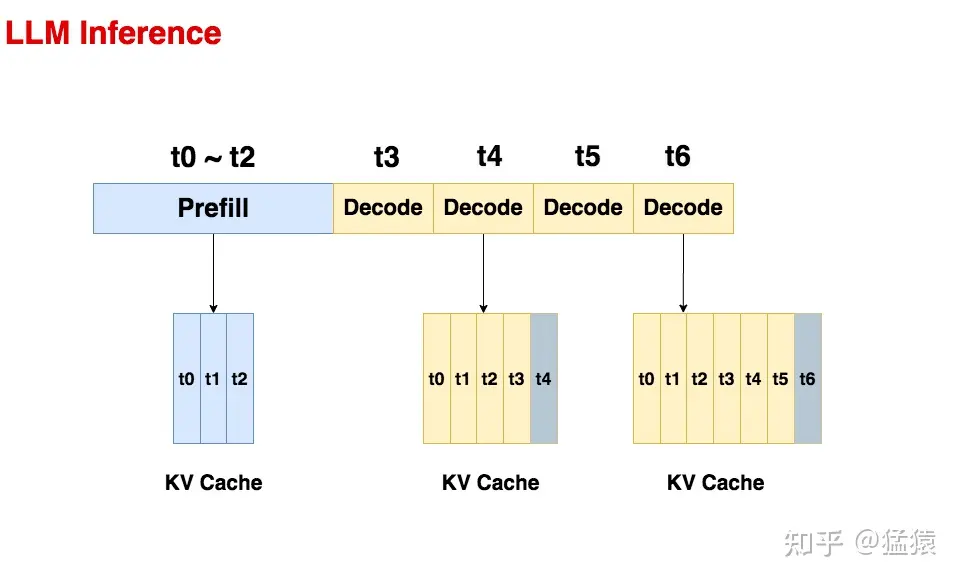 LLM Inference
t0 ~ t2 t3 t4 t5 t6
Prefill Decode Decode Decode Decode
t0 t1 t2 t0 t1 t2 t3 t4 t0 t1 t2 t3 t4 t5 t6
KV Cache KV Cache KV Cache
知乎 @猛猿